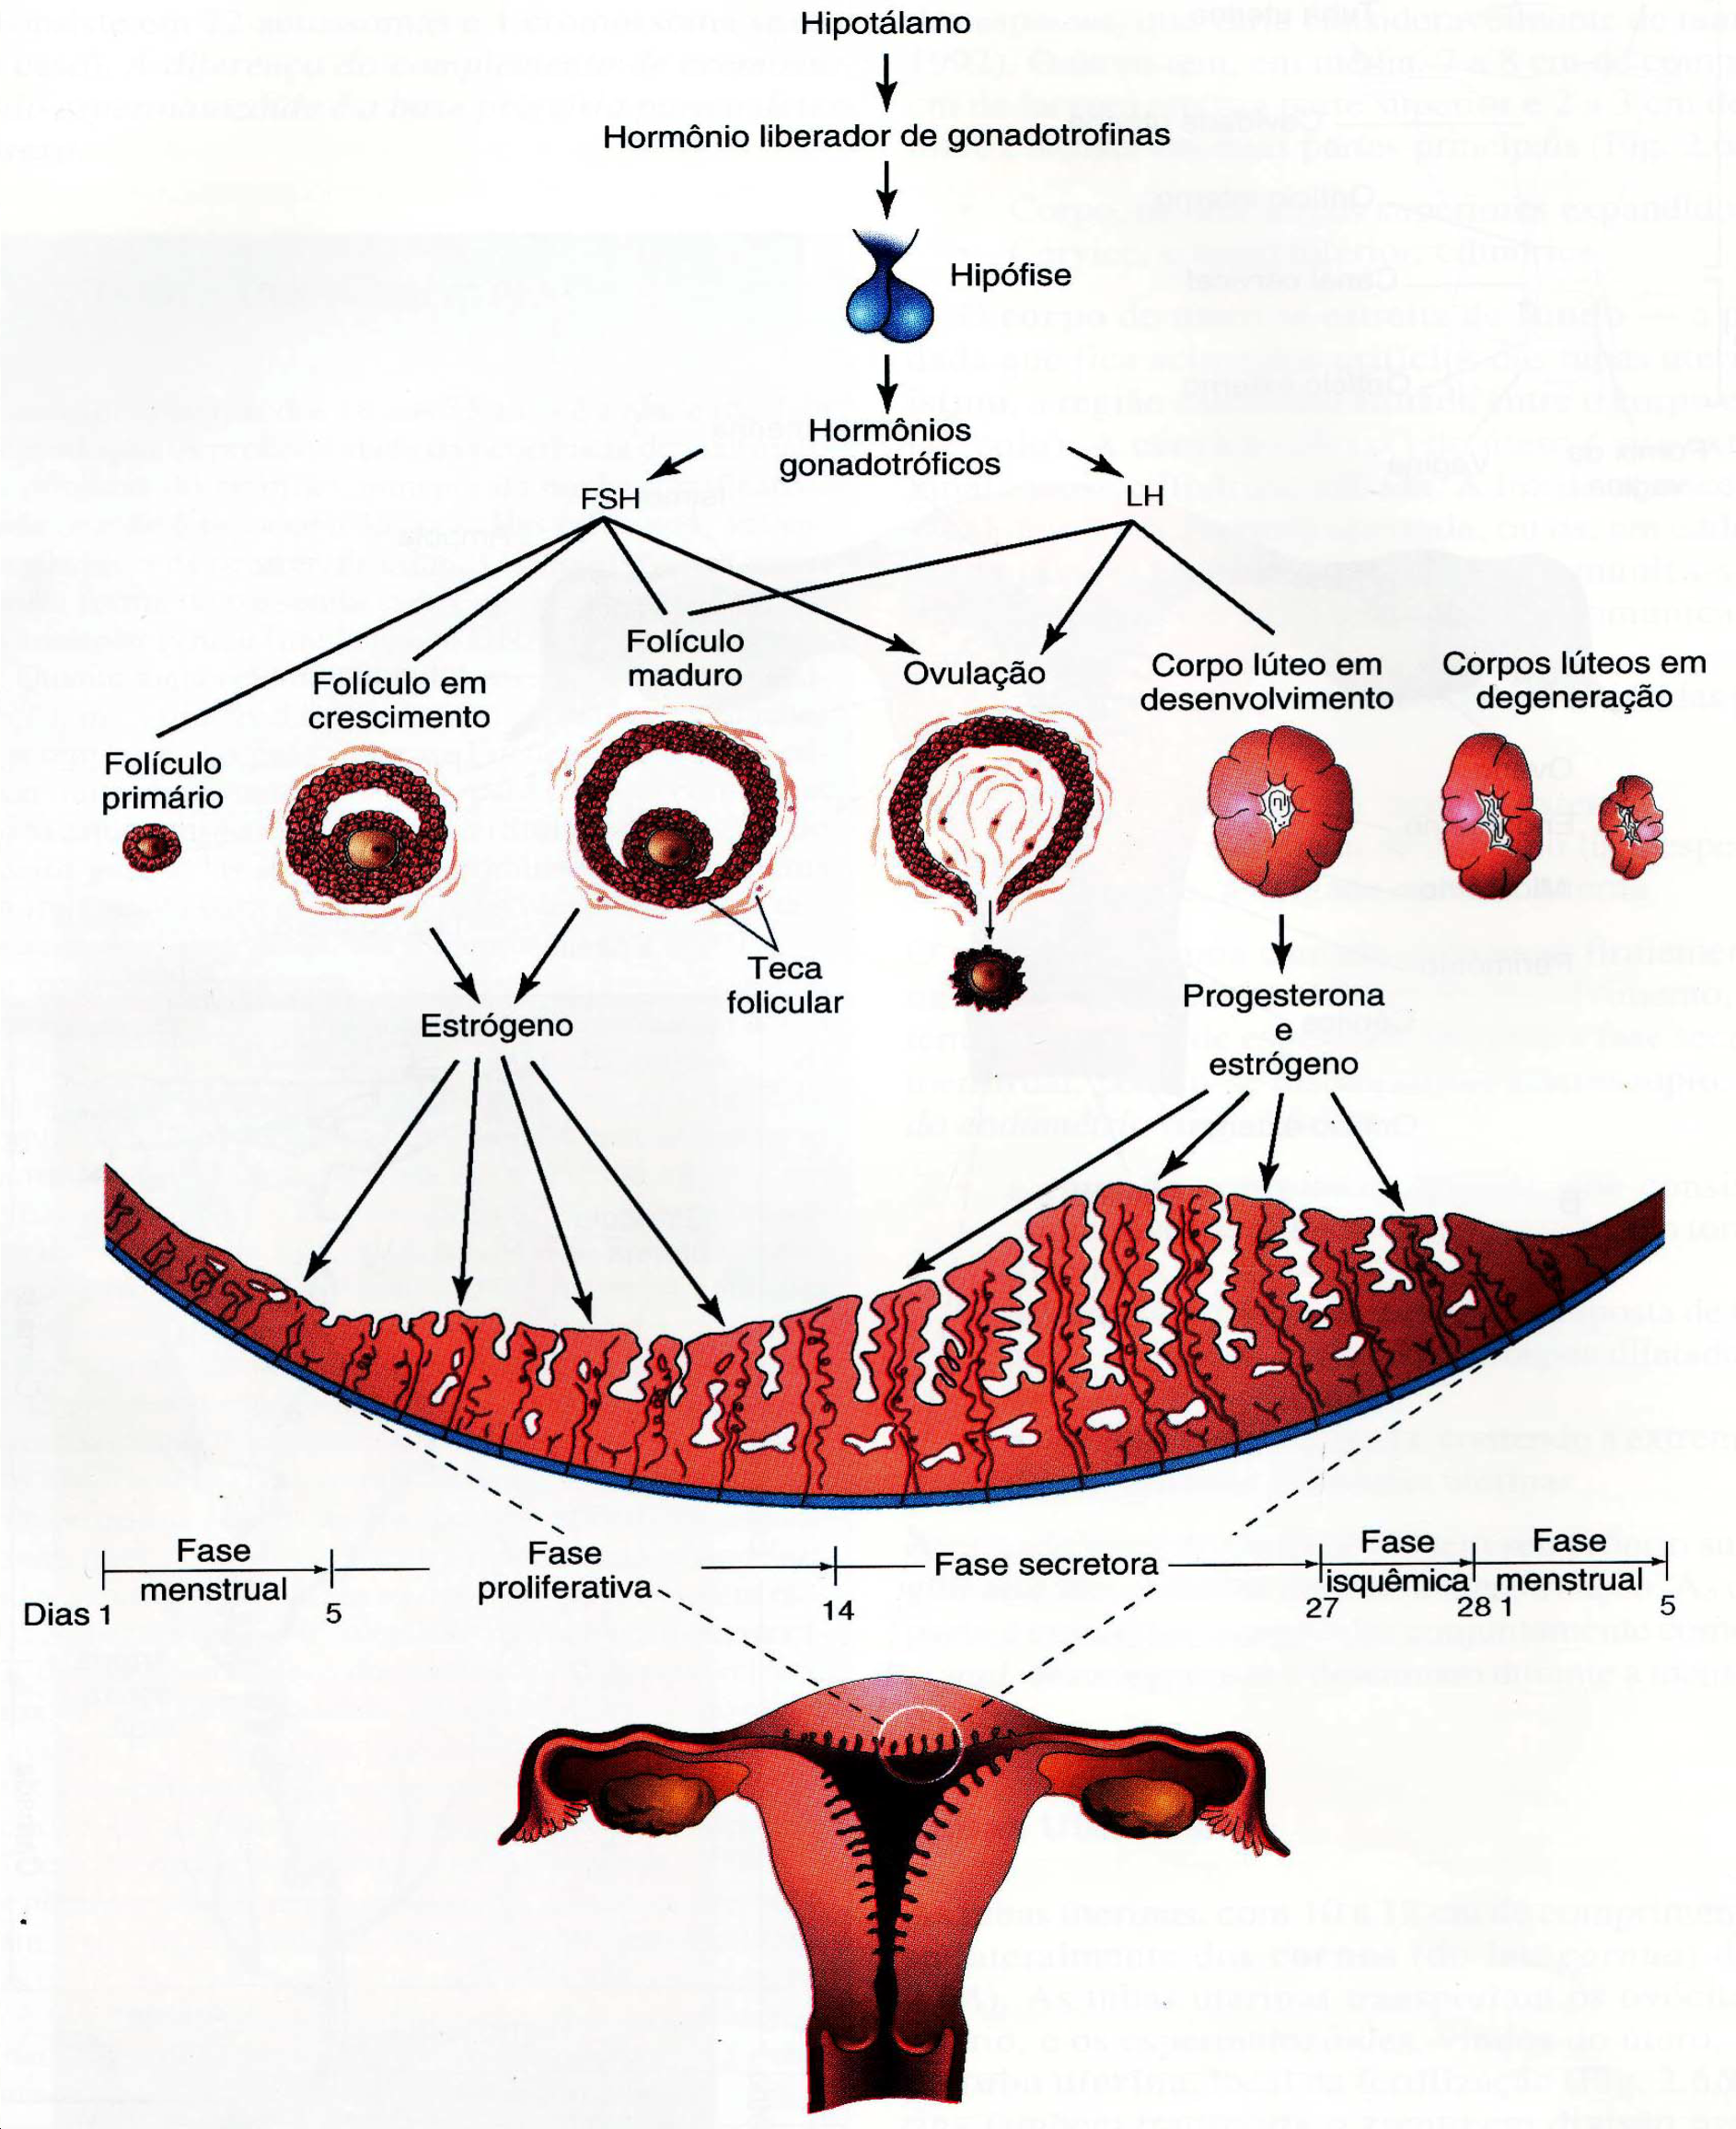 Hipotálamo
Hormônio liberador de gonadotrofinas
Hipófise
Hormônios
gonadotróficos
FSH
LH
Folículo
primário
Folículo em
crescimento
Folículo
maduro
Ovulação
Corpo lúteo em
desenvolvimento
Corpos lúteos em
degeneração
Teca
folicular
Estrógeno
Progesterona
e
estrógeno
Fase
menstrual
Fase
proliferativa
Fase secretora
Fase
isquêmica
Fase
menstrual
Dias 1
5
14
27
28 1
5